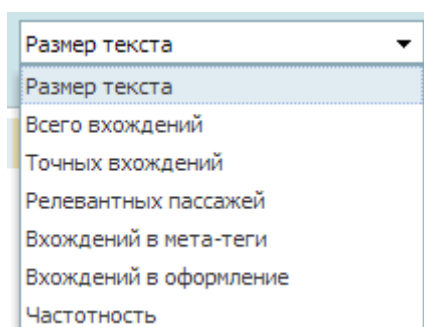 Размер текста
Размер текста
Всего вхождений
Точных вхождений
Релевантных пассажей
Вхождений в мета-теги
Вхождений в оформление
Частотность